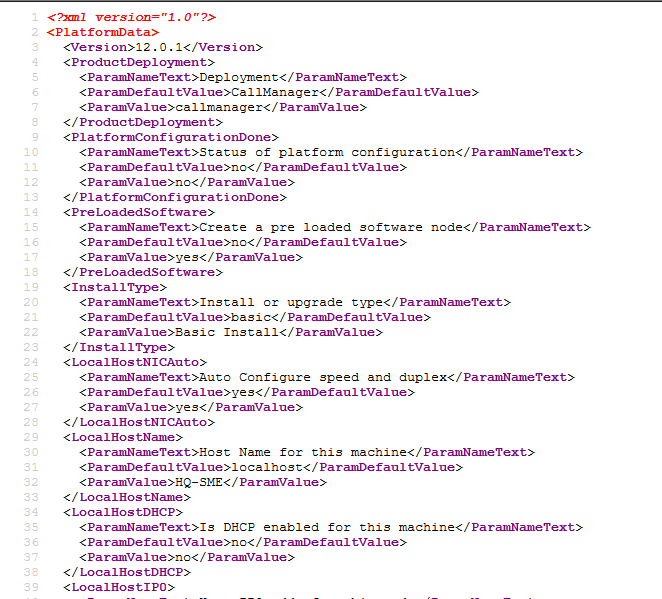 1 <?xml version="1.0"?>
2 <PlatformData>
3 <Version>12.0.1</Version>
4 <ProductDeployment>
5 <ParamNameText>Deployment</ParamNameText>
6 <ParamDefaultValue>CallManager</ParamDefaultValue>
7 <ParamValue>callmanager</ParamValue>
8 </ProductDeployment>
9 <PlatformConfigurationDone>
10 <ParamNameText>Status of platform configuration</ParamNameText>
11 <ParamDefaultValue>no</ParamDefaultValue>
12 <ParamValue>no</ParamValue>
13 </PlatformConfigurationDone>
14 <PreLoadedSoftware>
15 <ParamNameText>Create a pre loaded software node</ParamNameText>
16 <ParamDefaultValue>no</ParamDefaultValue>
17 <ParamValue>yes</ParamValue>
18 </PreLoadedSoftware>
19 <InstallType>
20 <ParamNameText>Install or upgrade type</ParamNameText>
21 <ParamDefaultValue>basic</ParamDefaultValue>
22 <ParamValue>Basic Install</ParamValue>
23 </InstallType>
24 <LocalHostNICAuto>
25 <ParamNameText>Auto Configure speed and duplex</ParamNameText>
26 <ParamDefaultValue>yes</ParamDefaultValue>
27 <ParamValue>yes</ParamValue>
28 </LocalHostNICAuto>
29 <LocalHostName>
30 <ParamNameText>Host Name for this machine</ParamNameText>
31 <ParamDefaultValue>localhost</ParamDefaultValue>
32 <ParamValue>HQ-SME</ParamValue>
33 </LocalHostName>
34 <LocalHostDHCP>
35 <ParamNameText>Is DHCP enabled for this machine</ParamNameText>
36 <ParamDefaultValue>no</ParamDefaultValue>
37 <ParamValue>no</ParamValue>
38 </LocalHostDHCP>
39 <LocalHostIP0>